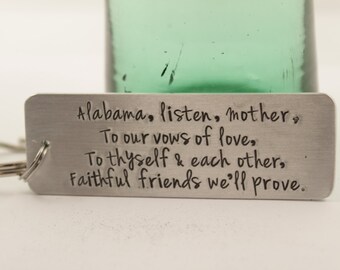 Alabama, listen, mother,
To our vows of love,
To thyself & each other,
Faithful friends we'll prove.